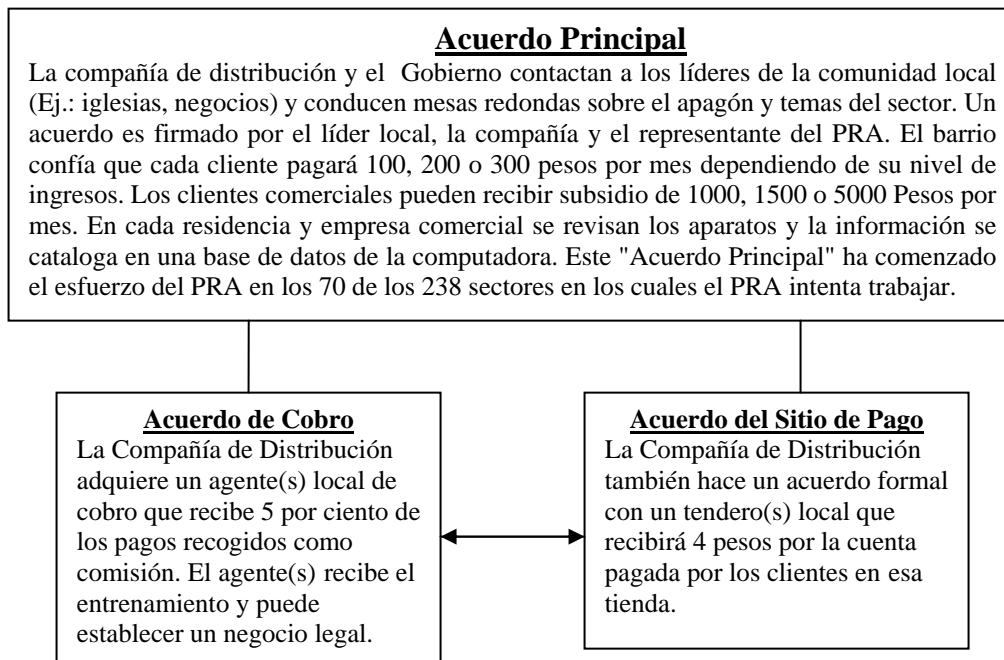 Acuerdo Principal
La compañía de distribución y el Gobierno contactan a los líderes de la comunidad local
(Ej.: iglesias, negocios) y conducen mesas redondas sobre el apagón y temas del sector. Un
acuerdo es firmado por el líder local, la compañía y el representante del PRA. El barrio
confía que cada cliente pagará 100, 200 o 300 pesos por mes dependiendo de su nivel de
ingresos. Los clientes comerciales pueden recibir subsidio de 1000, 1500 o 5000 Pesos por
mes. En cada residencia y empresa comercial se revisan los aparatos y la información se
cataloga en una base de datos de la computadora. Este "Acuerdo Principal" ha comenzado
el esfuerzo del PRA en los 70 de los 238 sectores en los cuales el PRA intenta trabajar.
Acuerdo de Cobro
La Compañía de Distribución
adquiere un agente(s) local de
cobro que recibe 5 por ciento de
los pagos recogidos como
comisión. El agente(s) recibe el
entrenamiento y puede
establecer un negocio legal.
Acuerdo del Sitio de Pago
La Compañía de Distribución
también hace un acuerdo formal
con un tendero(s) local que
recibirá 4 pesos por la cuenta
pagada por los clientes en esa
tienda.